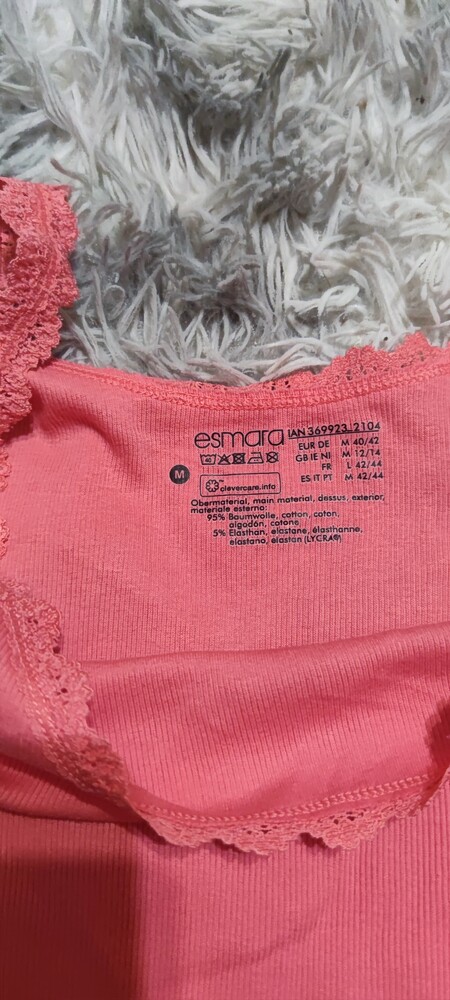 esmara IAN 369923_2104
EUR DE M 40/42
GB IE NI M 12/14
FR L 42/44
ES IT PT M 42/44
M
clevercare.info
Obermaterial, main material, dessus, exterior,
materiale esterno:
95% Baumwolle, cotton, coton,
algodón, cotone
5% Elasthan, elastane, élasthanne,
elastano, elastan (LYCRA®)